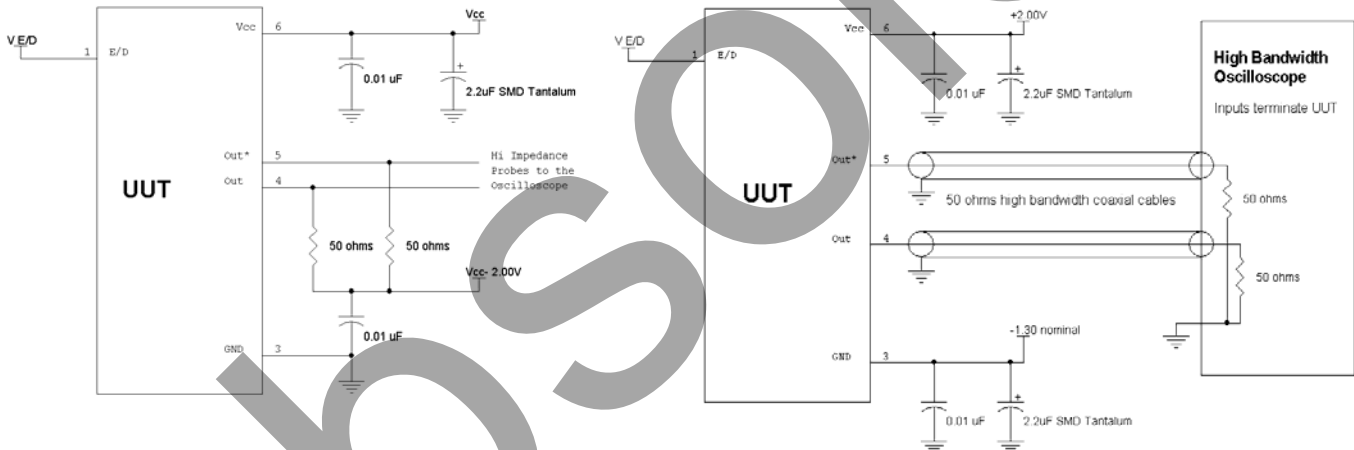 Vcc
Vcc 6
V E/D
1 E/D
0.01 uF
+
2.2uF SMD Tantalum
Out* 5
Out 4
Hi Impedance
Probes to the
Oscilloscope
UUT
50 ohms
50 ohms
Vcc- 2.00V
0.01 uF
GND 3
+2.00V
Vcc 6
V E/D
1 E/D
0.01 uF
+
2.2uF SMD Tantalum
High Bandwidth
Oscilloscope
Inputs terminate UUT
Out* 5
UUT
50 ohms high bandwidth coaxial cables
50 ohms
Out 4
50 ohms
-1.30 nominal
GND 3
0.01 uF
+
2.2uF SMD Tantalum